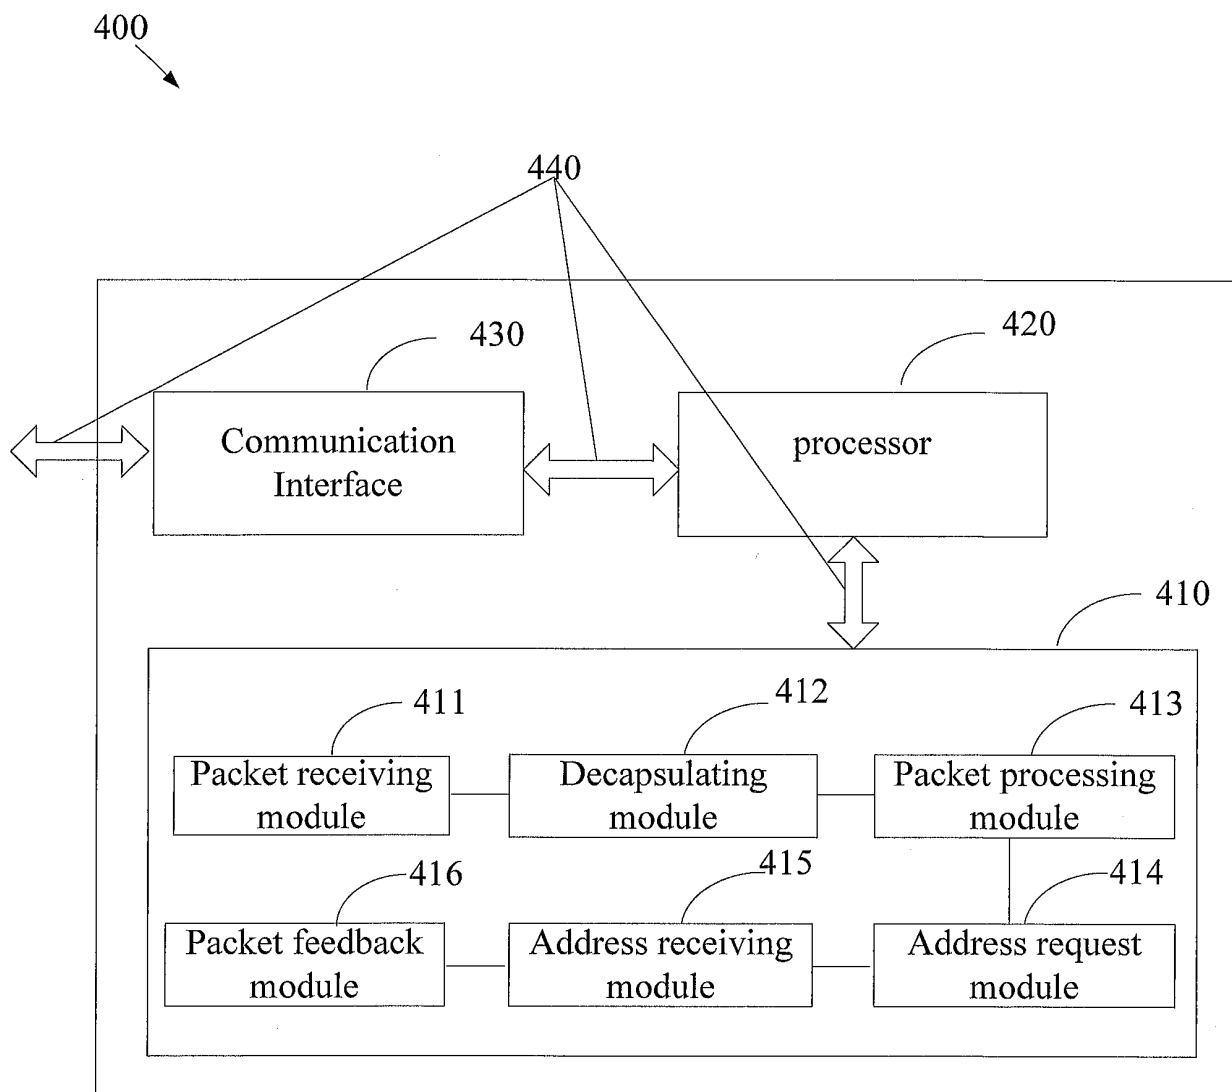 400
440
430
420
Communication
Interface
processor
410
411
412
413
Packet receiving
module
Decapsulating
module
Packet processing
module
416
415
414
Packet feedback
module
Address receiving
module
Address request
module